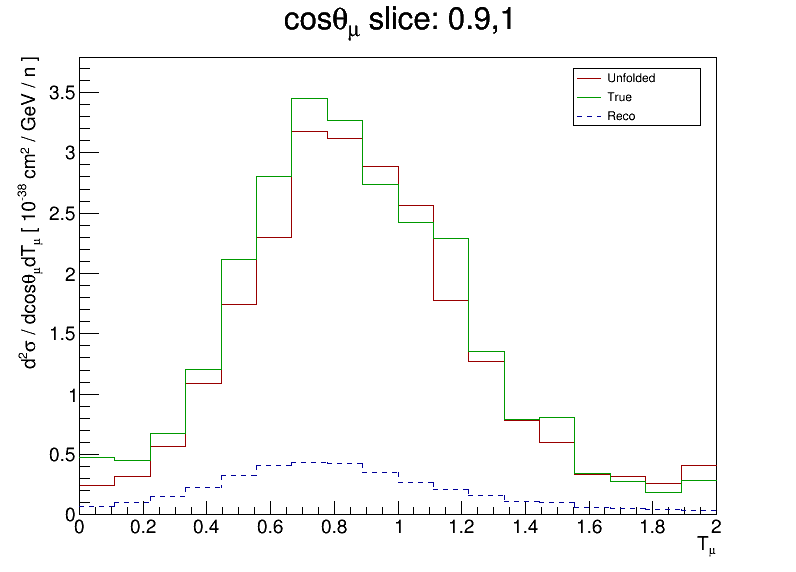 cosθμ slice: 0.9,1
d²σ / dcosθμdTμ [ 10⁻³⁸ cm² / GeV / n ]
3.5
3
2.5
2
1.5
1
0.5
0
Unfolded
True
Reco
0 0.2 0.4 0.6 0.8 1 1.2 1.4 1.6 1.8 2
Tμ